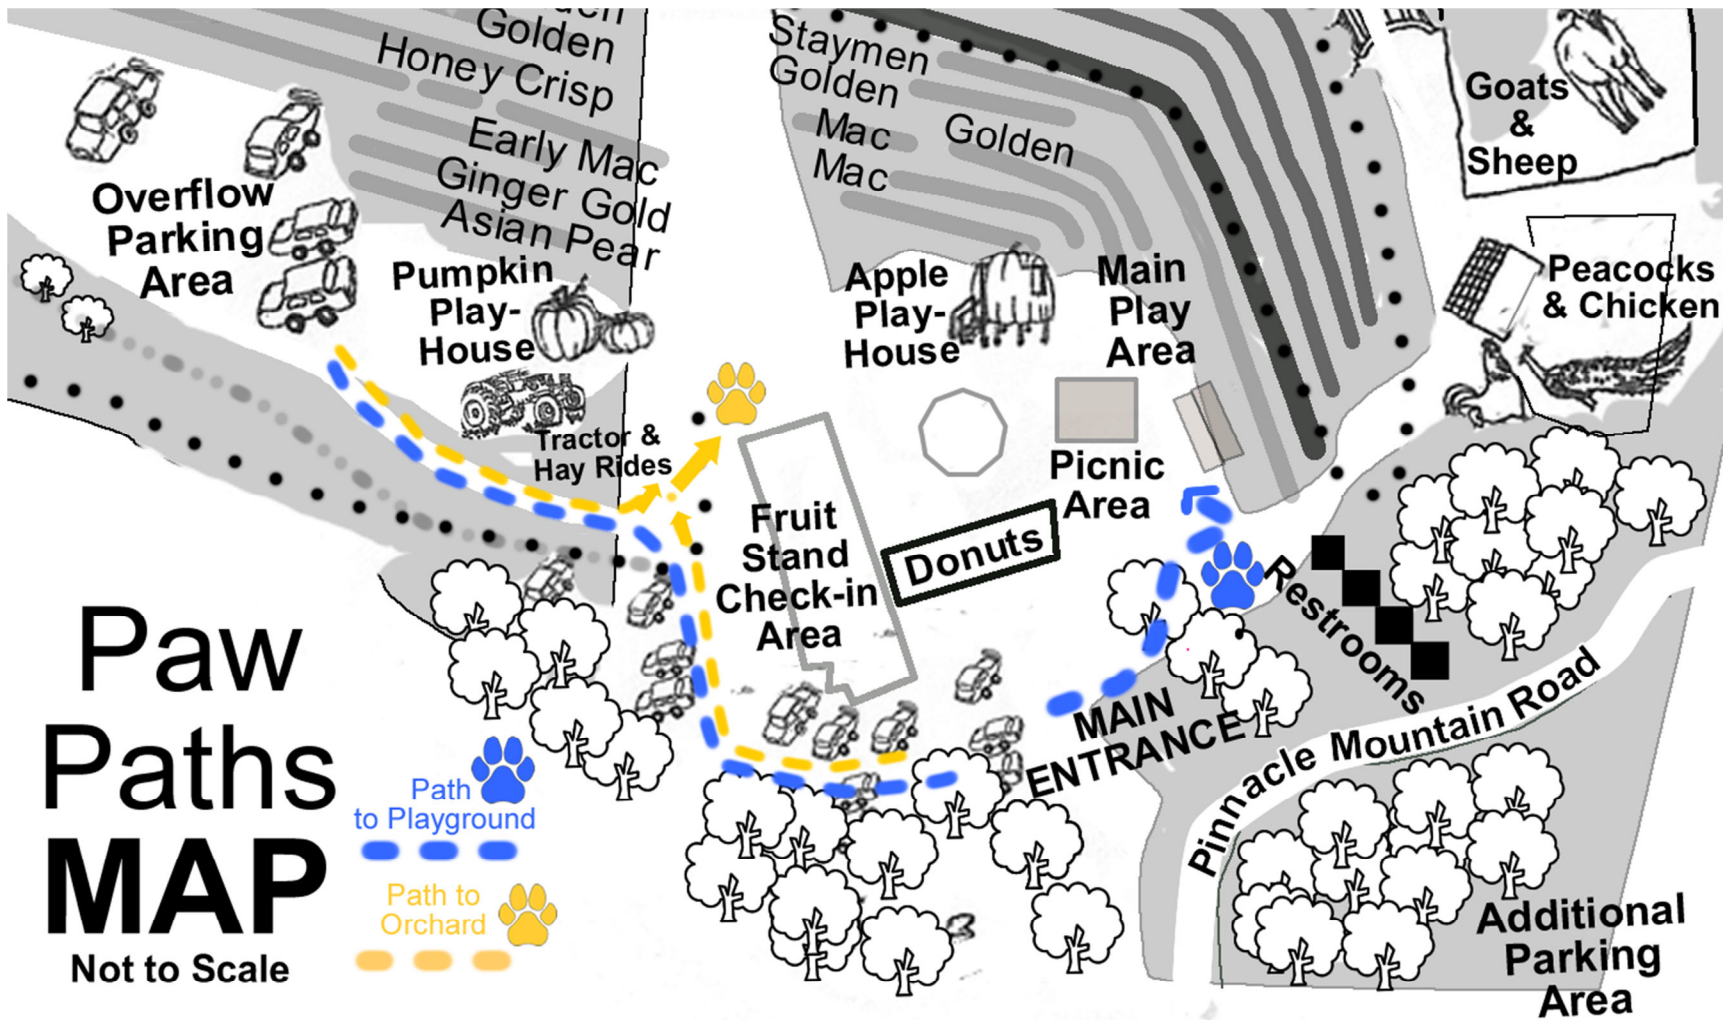 Golden
Honey Crisp
Early Mac
Ginger Gold
Asian Pear
Staymen
Golden
Mac
Golden
Mac
Goats
&
Sheep
Overflow
Parking
Area
Pumpkin
Play-
House
Apple
Play-
House
Main
Play
Area
Peacocks
& Chicken
Tractor &
Hay Rides
Picnic
Area
Fruit
Stand
Check-in
Area
Donuts
Restrooms
MAIN
ENTRANCE
Pinnacle Mountain Road
Paw
Paths
MAP
Not to Scale
Path
to Playground
Path to
Orchard
Additional
Parking
Area